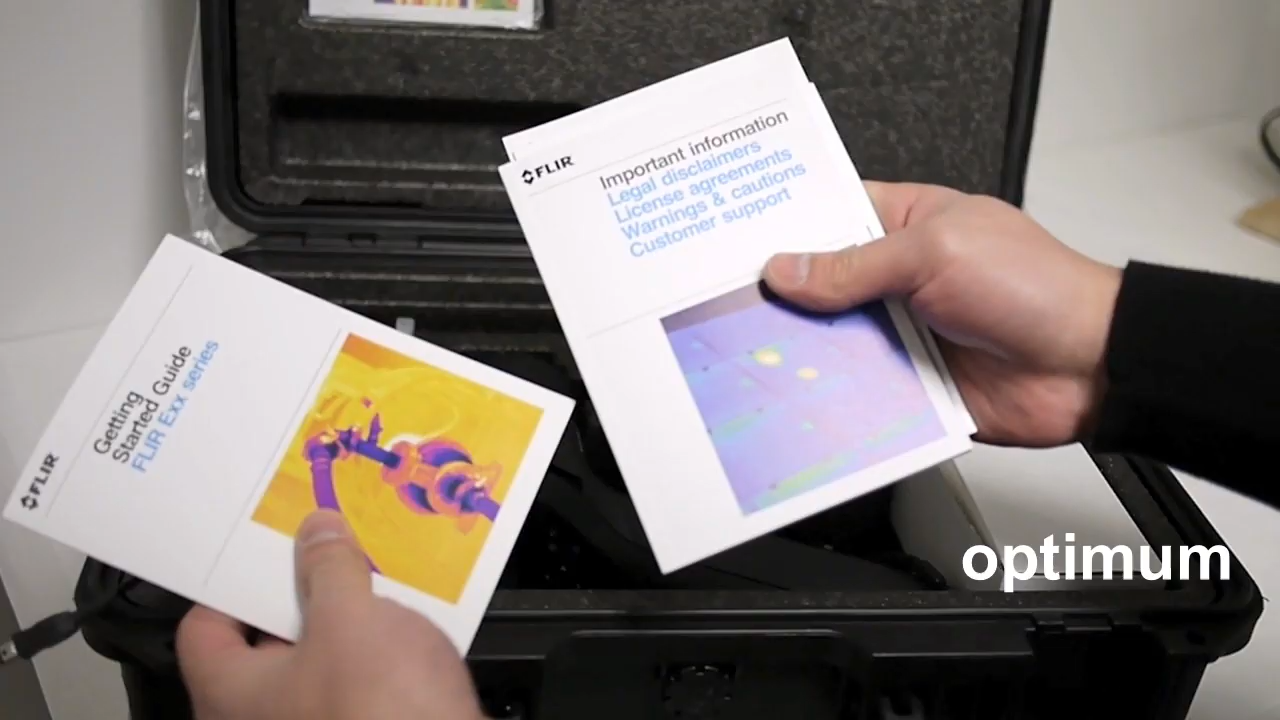 FLIR
Important information
Legal disclaimers
License agreements
Warnings & cautions
Customer support
FLIR
Getting
Started Guide
FLIR Exx series
optimum